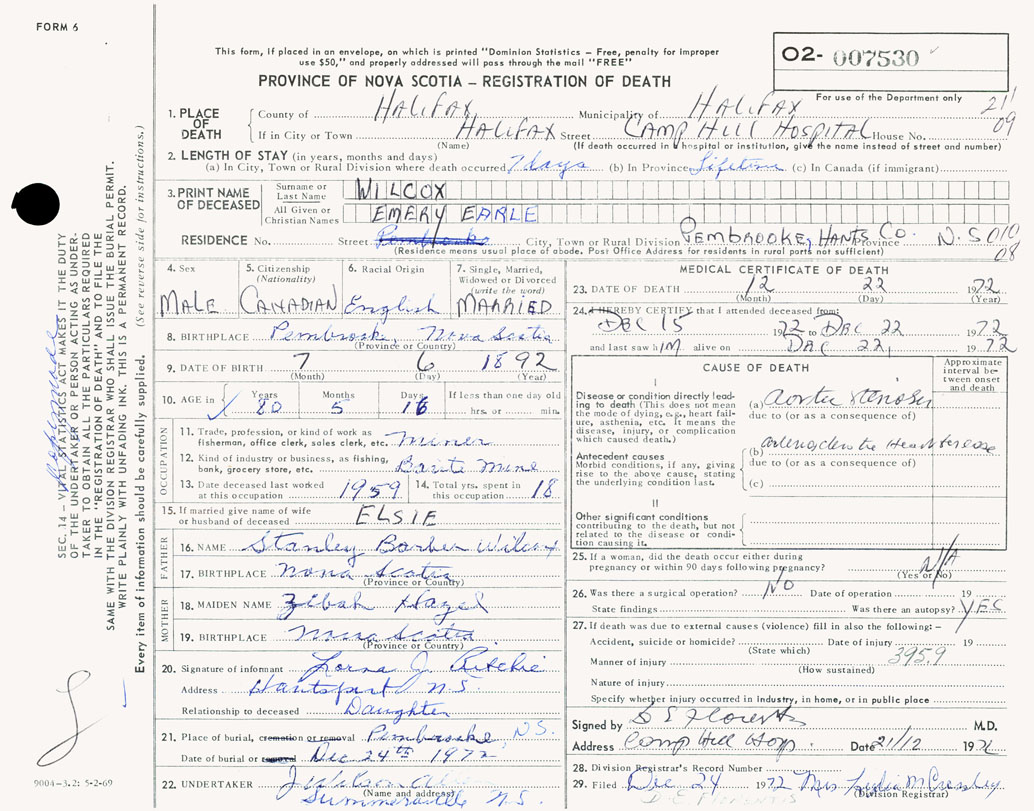 FORM 6
This form, if placed in an envelope, on which is printed "Dominion Statistics – Free, penalty for improper
use $50," and properly addressed will pass through the mail "FREE"
PROVINCE OF NOVA SCOTIA – REGISTRATION OF DEATH
O2- 007530
For use of the Department only
211
09
1. PLACE OF DEATH
County of HALIFAX Municipality of HALIFAX
If in City or Town HALIFAX Street CAMP HILL HOSPITAL House No.
(Name) (If death occurred in hospital or institution, give the name instead of street and number)
2. LENGTH OF STAY (in years, months and days)
(a) In City, Town or Rural Division where death occurred 7 days (b) In Province Lifetime (c) In Canada (if immigrant)
3. PRINT NAME OF DECEASED
Surname or Last Name WILCOX
All Given or Christian Names EMERY EARLE
RESIDENCE No. Street Pembroke City, Town or Rural Division PEMBROOKE, HANTS CO. Province N.S 010
08
(Residence means usual place of abode. Post Office Address for residents in rural parts not sufficient)
4. Sex MALE
5. Citizenship (Nationality) CANADIAN
6. Racial Origin English
7. Single, Married, Widowed or Divorced (write the word) MARRIED
8. BIRTHPLACE Pembrook, Nova Scotia
(Province or Country)
9. DATE OF BIRTH 7 6 1892
(Month) (Day) (Year)
10. AGE in Years 80 Months 5 Days 16 If less than one day old hrs. or min.
OCCUPATION
11. Trade, profession, or kind of work as fisherman, office clerk, sales clerk, etc. Miner
12. Kind of industry or business, as fishing, bank, grocery store, etc. Barite Mine
13. Date deceased last worked at this occupation 1959
14. Total yrs. spent in this occupation 18
15. If married give name of wife or husband of deceased ELSIE
FATHER
16. NAME Stanley Barber Wilcox
17. BIRTHPLACE Nova Scotia
(Province or Country)
MOTHER
18. MAIDEN NAME Zibah Hazel
19. BIRTHPLACE Nova Scotia
(Province or Country)
20. Signature of informant Lorna J. Ritchie
Address Hantsport N.S.
Relationship to deceased Daughter
21. Place of burial, cremation or removal Pembrooke, N.S.
Date of burial or removal Dec 24th 1972
22. UNDERTAKER
(Name and address)
Summerville N.S.
MEDICAL CERTIFICATE OF DEATH
23. DATE OF DEATH 12 22 1972
(Month) (Day) (Year)
24. I HEREBY CERTIFY that I attended deceased from
DEC 15 1972 to DEC 22 1972
and last saw him alive on DEC 22, 1972
CAUSE OF DEATH
Approximate interval between onset and death
I
Disease or condition directly leading to death (This does not mean the mode of dying, e.g., heart failure, asthenia, etc. It means the disease, injury, or complication which caused death.)
(a) Aortic stenosis
due to (or as a consequence of)
Antecedent causes
Morbid conditions, if any, giving rise to the above cause, stating the underlying condition last.
(b) Heart Disease
due to (or as a consequence of)
(c)
II
Other significant conditions
contributing to the death, but not related to the disease or condition causing it.
25. If a woman, did the death occur either during pregnancy or within 90 days following pregnancy? N/A
(Yes or No)
26. Was there a surgical operation? NO Date of operation 19
State findings Was there an autopsy? YES
27. If death was due to external causes (violence) fill in also the following: –
Accident, suicide or homicide? Date of injury 19
(State which) 395.9
Manner of injury
(How sustained)
Nature of injury
Specify whether injury occurred in industry, in home, or in public place
Signed by M.D.
Address Camp Hill Hosp. Date 21/12 19
28. Division Registrar's Record Number
29. Filed Dec 24 1972 Mrs
(Division Registrar)
SEC. 14 – VITAL STATISTICS ACT MAKES IT THE DUTY
OF THE UNDERTAKER OR PERSON ACTING AS UNDER-
TAKER TO OBTAIN ALL THE PARTICULARS REQUIRED
IN THE "REGISTRATION OF DEATH" AND FILE THE
SAME WITH THE DIVISION REGISTRAR WHO SHALL ISSUE THE BURIAL PERMIT.
WRITE PLAINLY WITH UNFADING INK. THIS IS A PERMANENT RECORD.
Every item of information should be carefully supplied. (See reverse side for instructions.)
9004-3.2: 5-2-69